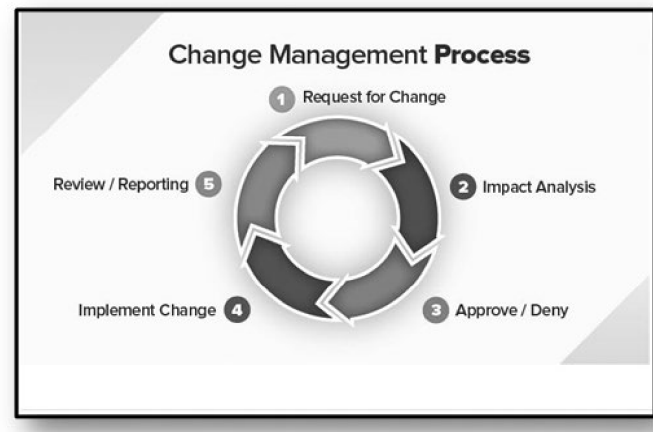 Change Management Process
1 Request for Change
2 Impact Analysis
3 Approve / Deny
Implement Change 4
Review / Reporting 5